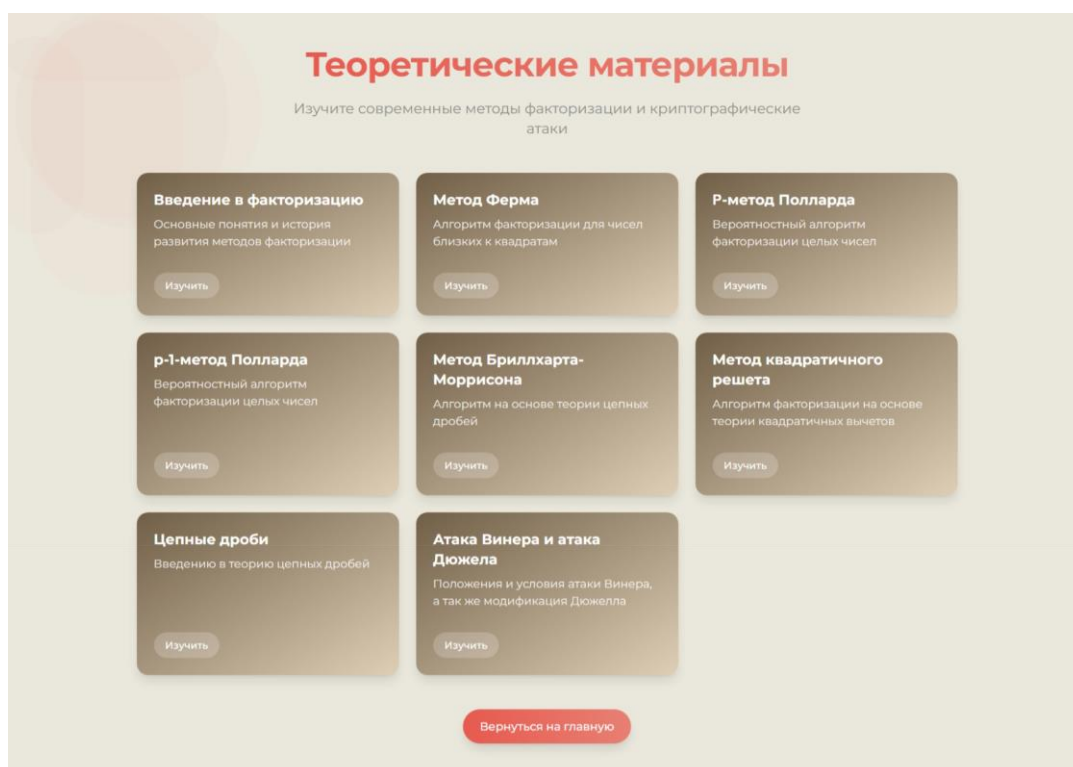 Теоретические материалы
Изучите современные методы факторизации и криптографические
атаки
Введение в факторизацию
Основные понятия и история
развития методов факторизации
Изучить
Метод Ферма
Алгоритм факторизации для чисел
близких к квадратам
Изучить
Р-метод Полларда
Вероятностный алгоритм
факторизации целых чисел
Изучить
p-1-метод Полларда
Вероятностный алгоритм
факторизации целых чисел
Изучить
Метод Бриллхарта-
Моррисона
Алгоритм на основе теории цепных
дробей
Изучить
Метод квадратичного
решета
Алгоритм факторизации на основе
теории квадратичных вычетов
Изучить
Цепные дроби
Введению в теорию цепных дробей
Изучить
Атака Винера и атака
Дюжела
Положения и условия атаки Винера,
а так же модификация Дюжелла
Изучить
Вернуться на главную